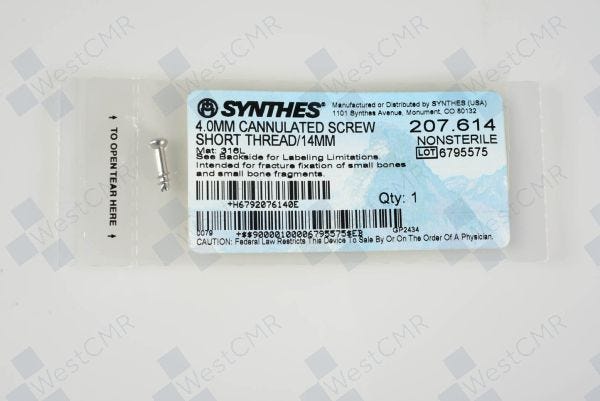 SYNTHES®
Manufactured or Distributed by SYNTHES (USA)
1101 Synthes Avenue, Monument, CO 80132
4.0MM CANNULATED SCREW
SHORT THREAD/14MM
207.614
NONSTERILE
LOT 6795575
Mat: 316L
See Backside for Labeling Limitations.
Intended for fracture fixation of small bones
and small bone fragments.
+H6792076140E
Qty: 1
0079
+$$90000100006795575$EB
GP2434
CAUTION: Federal Law Restricts This Device To Sale By Or On The Order Of A Physician.
TO OPEN TEAR HERE
WestCMR